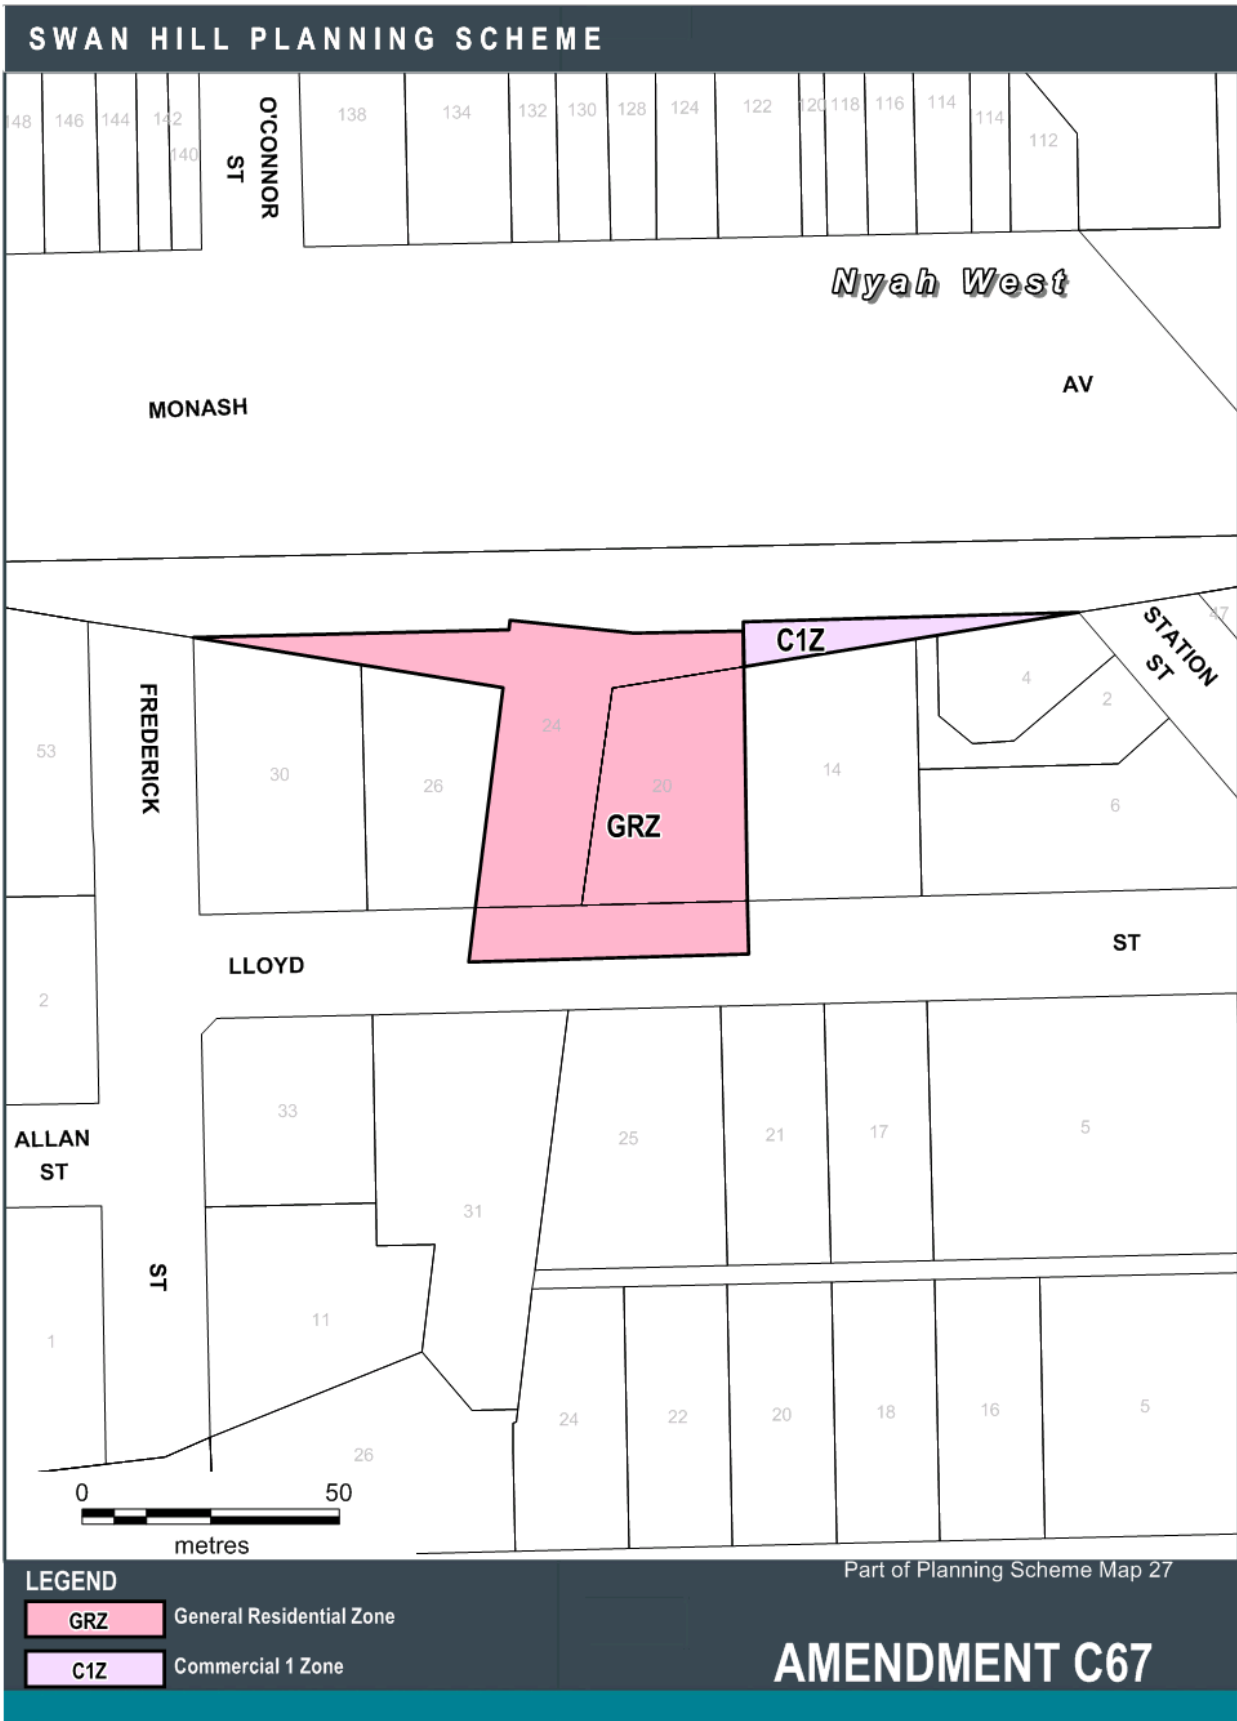 SWAN HILL PLANNING SCHEME
148
146
144
142
140
O'CONNOR
ST
138
134
132
130
128
124
122
120
118
116
114
114
112
Nyah West
MONASH
AV
STATION
ST
47
C1Z
FREDERICK
53
30
26
24
20
GRZ
14
4
2
6
LLOYD
ST
2
ALLAN
ST
33
31
25
21
17
5
ST
1
11
26
24
22
20
18
16
5
0 50
metres
Part of Planning Scheme Map 27
LEGEND
GRZ General Residential Zone
C1Z Commercial 1 Zone
AMENDMENT C67